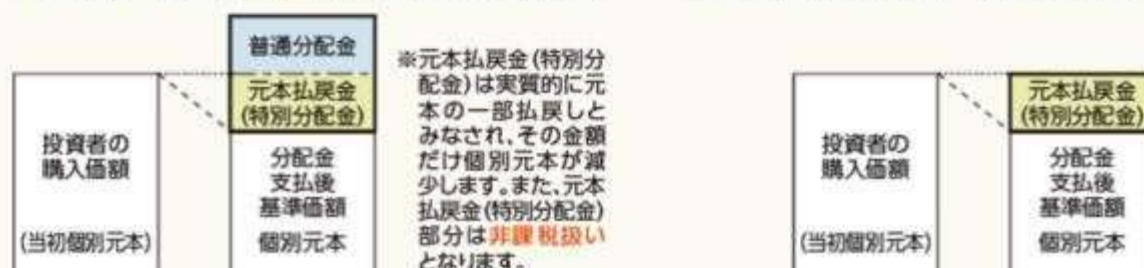 普通分配金
元本払戻金
(特別分配金)
投資者の
購入価額
(当初個別元本)
分配金
支払後
基準価額
個別元本
※元本払戻金(特別分
配金)は実質的に元
本の一部払戻しと
みなされ、その金額
だけ個別元本が減
少します。また、元本
払戻金(特別分配金)
部分は非課税扱い
となります。
元本払戻金
(特別分配金)
投資者の
購入価額
(当初個別元本)
分配金
支払後
基準価額
個別元本